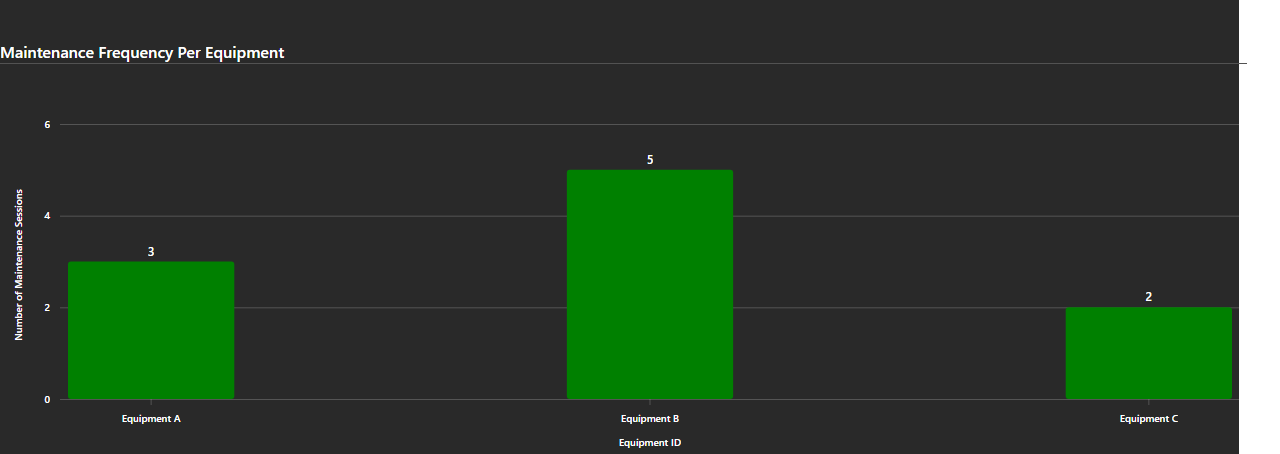 Maintenance Frequency Per Equipment
6
5
4
3
2
2
0
Number of Maintenance Sessions
Equipment A
Equipment B
Equipment C
Equipment ID